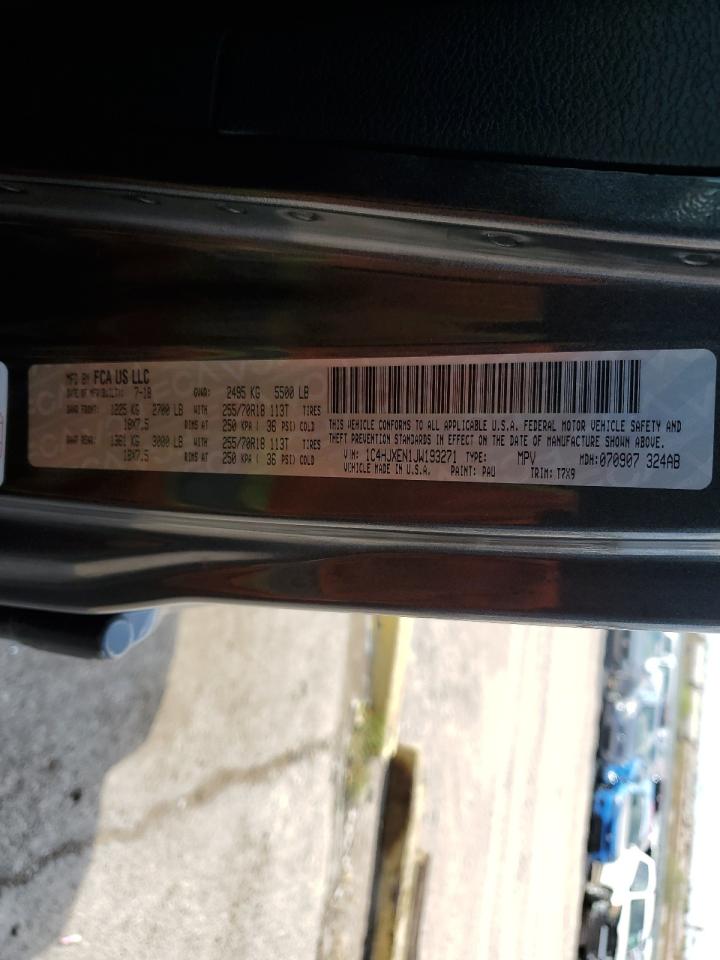 MFD BY FCA US LLC
DATE OF MFR(BUILT): 7-18 GVWR: 2495 KG 5500 LB
GAWR FRONT: 1225 KG 2700 LB WITH 255/70R18 113T TIRES
18X7.5 RIMS AT 250 KPA ( 36 PSI) COLD
GAWR REAR: 1361 KG 3000 LB WITH 255/70R18 113T TIRES
18X7.5 RIMS AT 250 KPA ( 36 PSI) COLD
THIS VEHICLE CONFORMS TO ALL APPLICABLE U.S.A. FEDERAL MOTOR VEHICLE SAFETY AND
THEFT PREVENTION STANDARDS IN EFFECT ON THE DATE OF MANUFACTURE SHOWN ABOVE.
VIN: 1C4HJXEN1JW193271 TYPE: MPV MDH: 070907 324AB
VEHICLE MADE IN U.S.A. PAINT: PAU TRIM: T7X9